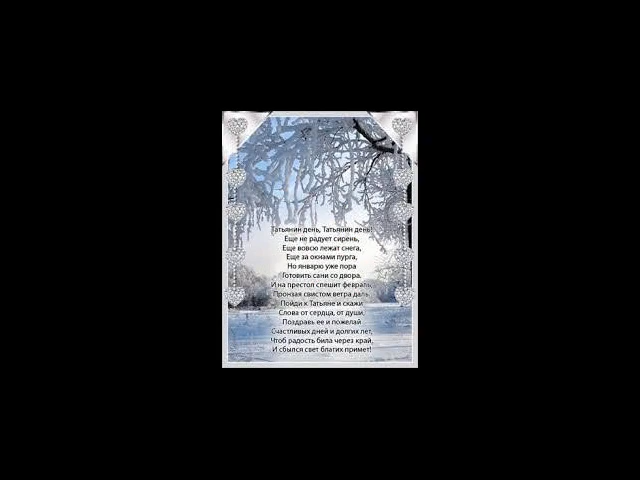 Татьянин день, Татьянин день!
Еще не радует сирень,
Еще вовсю лежат снега,
Еще за окнами пурга,
Но январю уже пора
Готовить сани со двора.
И на престол спешит февраль,
Пронзая свистом ветра даль.
Пойди к Татьяне и скажи
Слова от сердца, от души,
Поздравь ее и пожелай
Счастливых дней и долгих лет,
Чтоб радость била через край,
И сбылся свет благих примет!